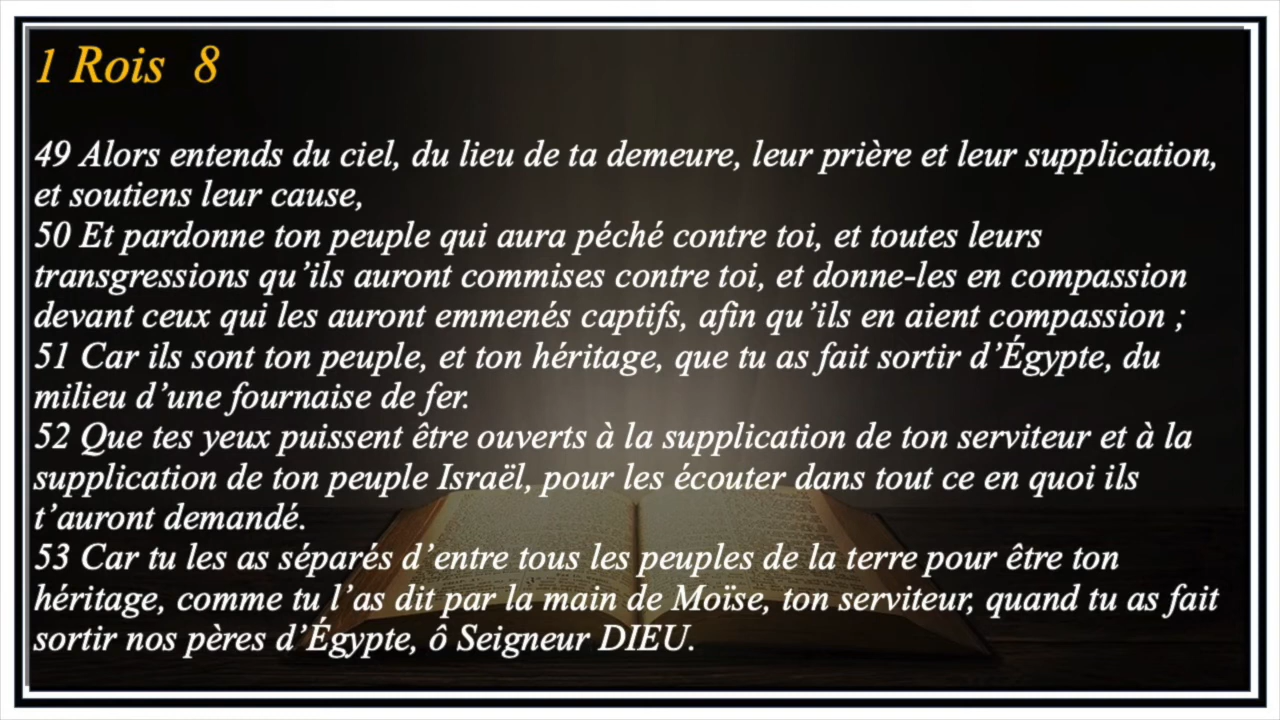 1 Rois 8
49 Alors entends du ciel, du lieu de ta demeure, leur prière et leur supplication,
et soutiens leur cause,
50 Et pardonne ton peuple qui aura péché contre toi, et toutes leurs
transgressions qu’ils auront commises contre toi, et donne-les en compassion
devant ceux qui les auront emmenés captifs, afin qu’ils en aient compassion ;
51 Car ils sont ton peuple, et ton héritage, que tu as fait sortir d’Égypte, du
milieu d’une fournaise de fer.
52 Que tes yeux puissent être ouverts à la supplication de ton serviteur et à la
supplication de ton peuple Israël, pour les écouter dans tout ce en quoi ils
t’auront demandé.
53 Car tu les as séparés d’entre tous les peuples de la terre pour être ton
héritage, comme tu l’as dit par la main de Moïse, ton serviteur, quand tu as fait
sortir nos pères d’Égypte, ô Seigneur DIEU.